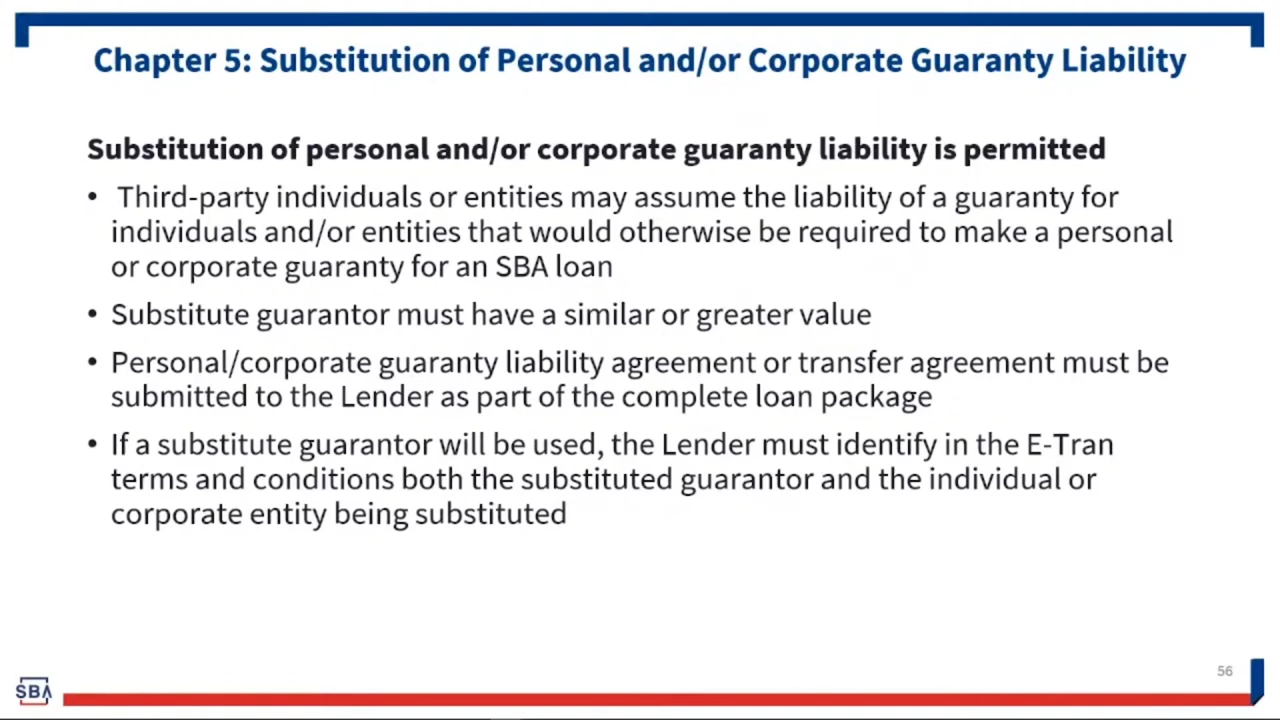 Chapter 5: Substitution of Personal and/or Corporate Guaranty Liability
Substitution of personal and/or corporate guaranty liability is permitted
• Third-party individuals or entities may assume the liability of a guaranty for
individuals and/or entities that would otherwise be required to make a personal
or corporate guaranty for an SBA loan
• Substitute guarantor must have a similar or greater value
• Personal/corporate guaranty liability agreement or transfer agreement must be
submitted to the Lender as part of the complete loan package
• If a substitute guarantor will be used, the Lender must identify in the E-Tran
terms and conditions both the substituted guarantor and the individual or
corporate entity being substituted
56
SBA